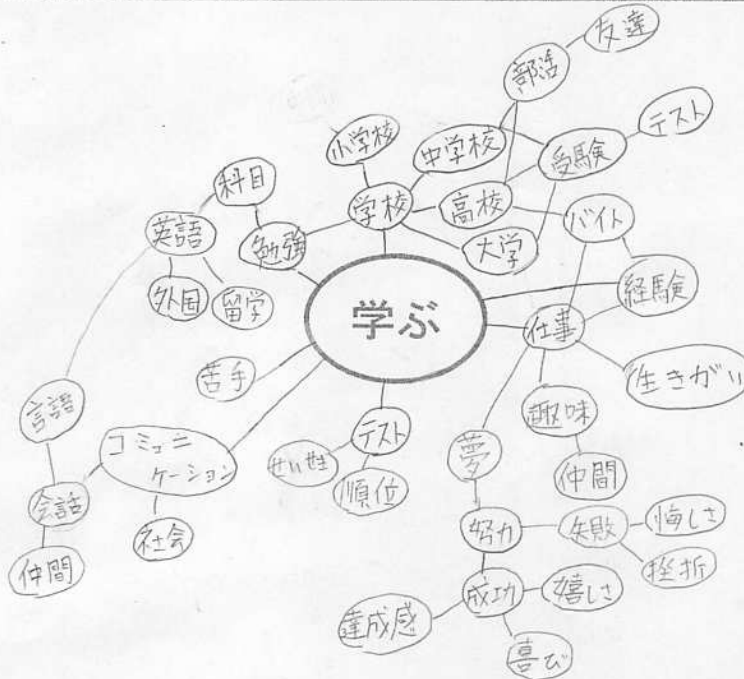 友達
部活
テスト
小学校
中学校
受験
科目
学校
高校
バイト
英語
勉強
大学
経験
外国
留学
学ぶ
仕事
苦手
生きがい
言語
趣味
コミュニ
ケーション
テスト
夢
順位
仲間
会話
社会
努力
失敗
悔しさ
仲間
挫折
成功
嬉しさ
達成感
喜び